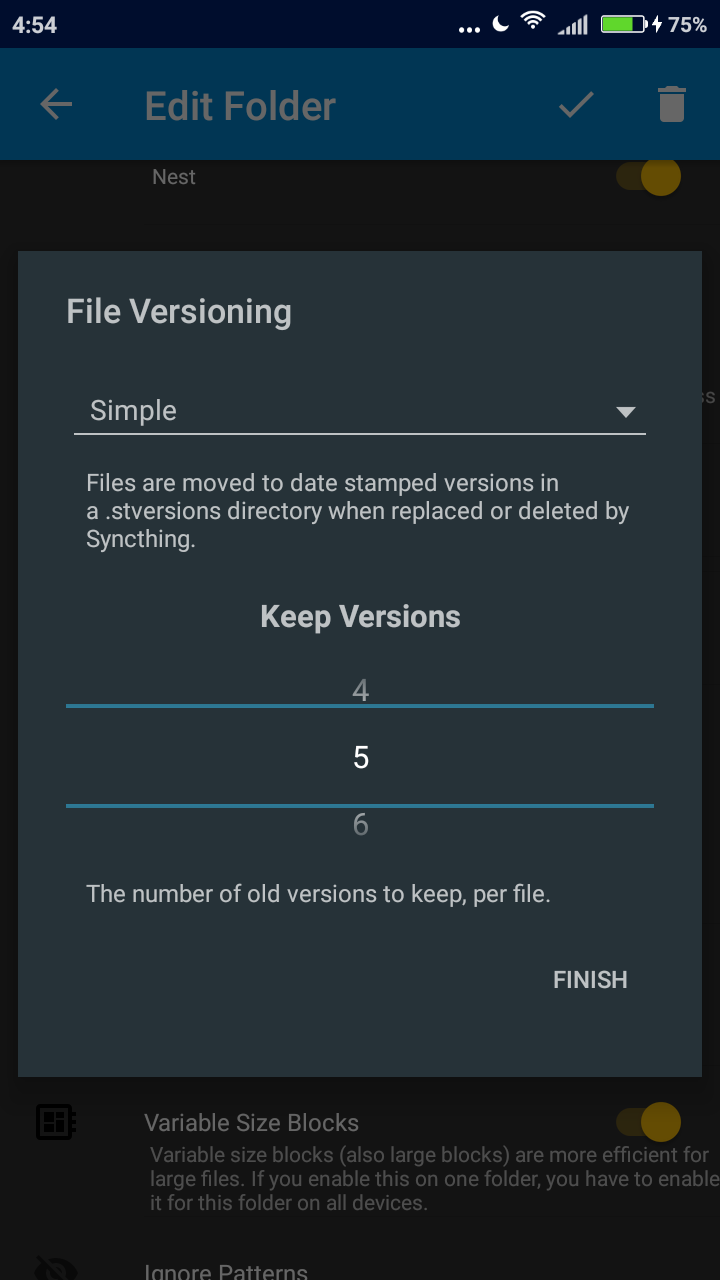 4:54
75%
Edit Folder
Nest
File Versioning
ss
Simple
Files are moved to date stamped versions in
a .stversions directory when replaced or deleted by
Syncthing.
Keep Versions
4
5
6
The number of old versions to keep, per file.
FINISH
Variable Size Blocks
Variable size blocks (also large blocks) are more efficient for
large files. If you enable this on one folder, you have to enable
it for this folder on all devices.
Ignore Patterns